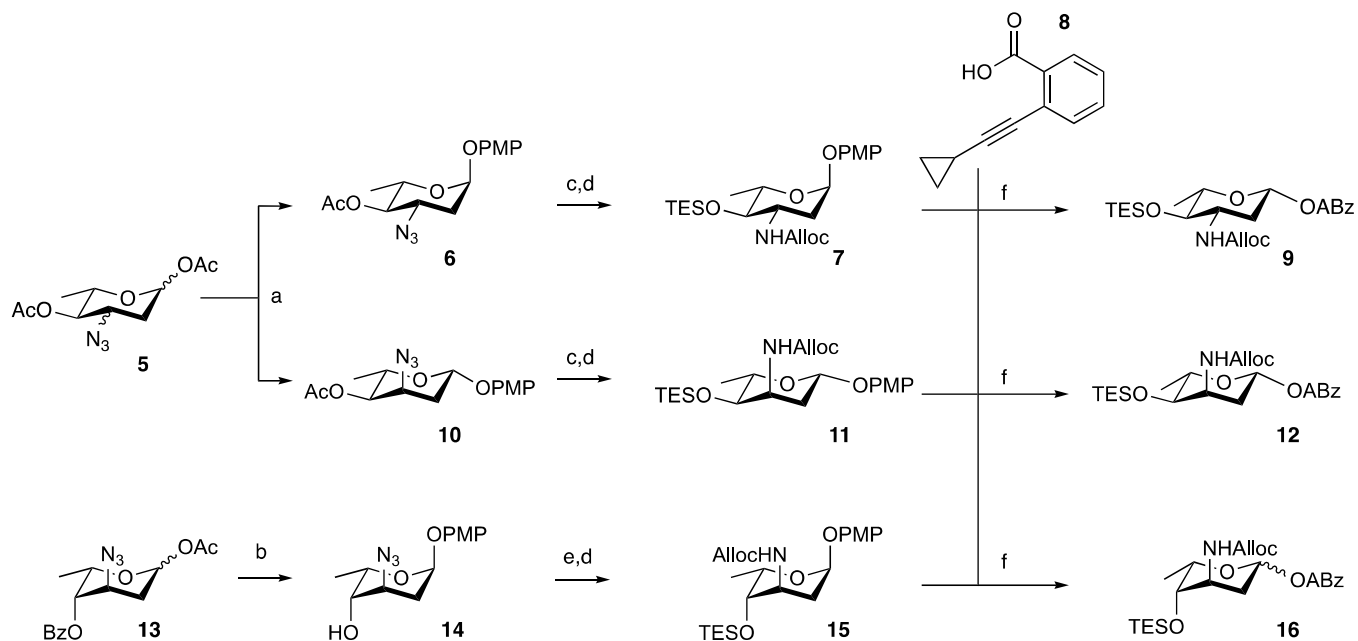 O
8
HO
OPMP
O
AcO
N₃
6
c,d
OPMP
O
TESO
NHAlloc
7
f
O
TESO
OABz
NHAlloc
9
OAc
O
AcO
N₃
5
a
N₃
O
AcO
OPMP
10
c,d
NHAlloc
O
TESO
OPMP
11
f
NHAlloc
O
TESO
OABz
12
N₃
OAc
O
BzO
13
b
N₃
OPMP
O
HO
14
e,d
AllocHN
OPMP
O
TESO
15
f
NHAlloc
O
OABz
TESO
16